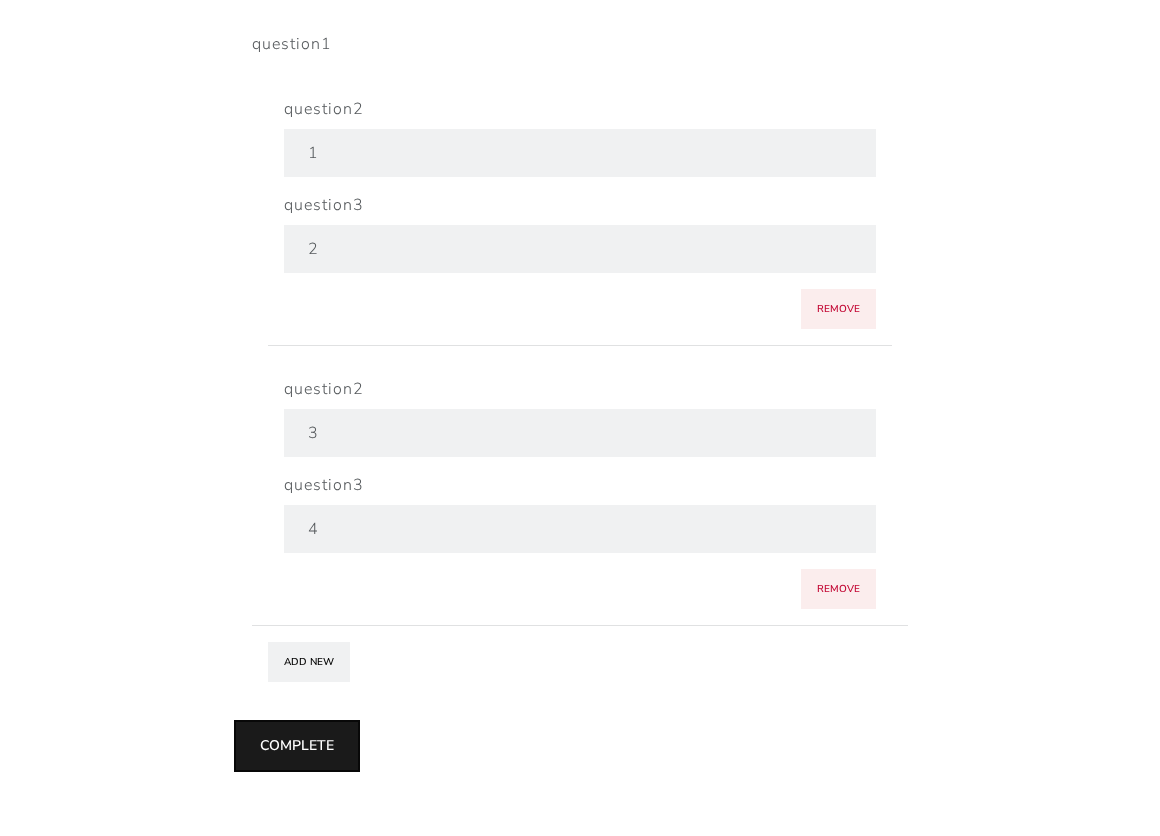 question1
question2
1
question3
2
REMOVE
question2
3
question3
4
REMOVE
ADD NEW
COMPLETE